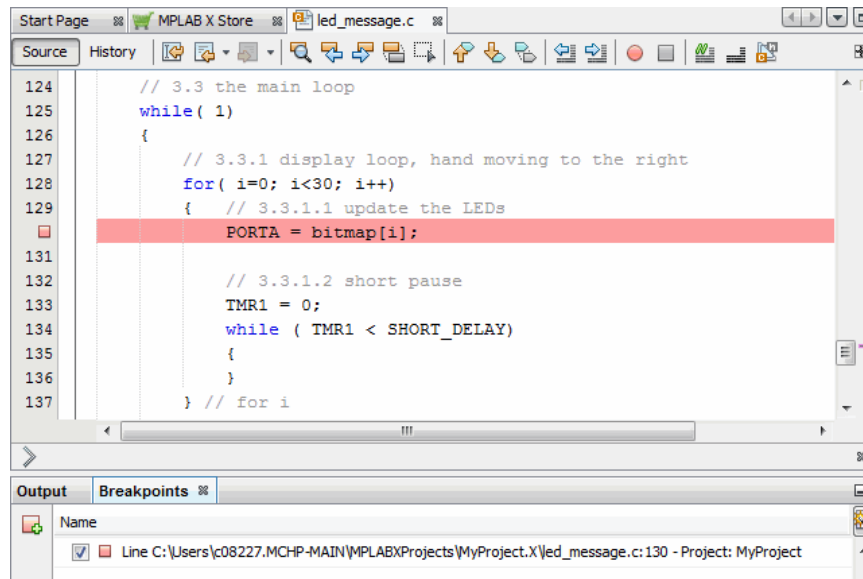 Start Page MPLAB X Store led_message.c
Source History
124 // 3.3 the main loop
125 while( 1)
126 {
127 // 3.3.1 display loop, hand moving to the right
128 for( i=0; i<30; i++)
129 { // 3.3.1.1 update the LEDs
PORTA = bitmap[i];
131
132 // 3.3.1.2 short pause
133 TMR1 = 0;
134 while ( TMR1 < SHORT_DELAY)
135 {
136 }
137 } // for i
Output Breakpoints
Name
Line C:\Users\c08227.MCHP-MAIN\MPLABXProjects\MyProject.X\led_message.c:130 - Project: MyProject